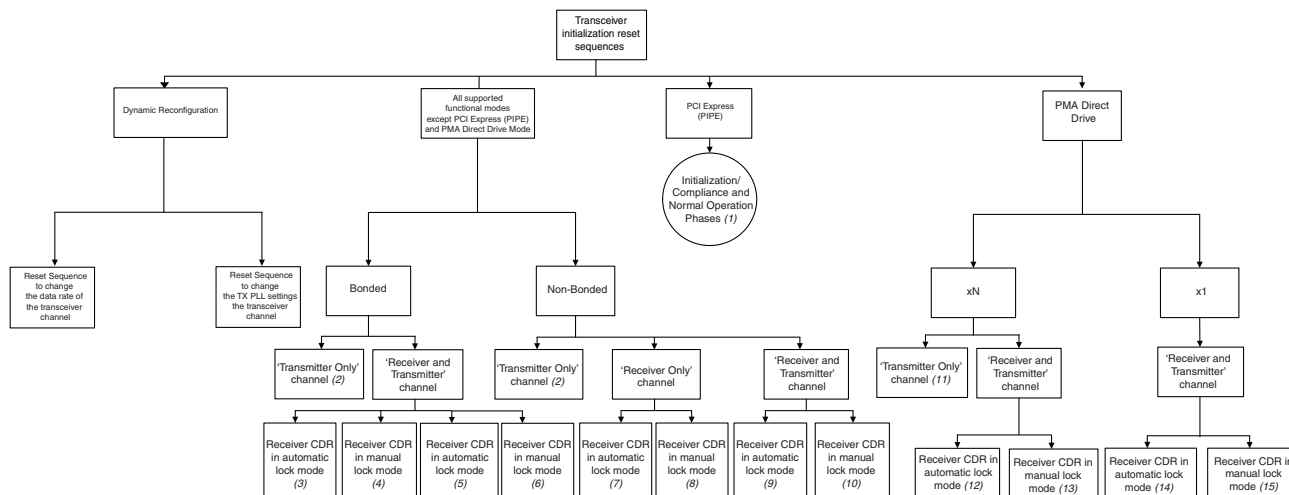 Transceiver
initialization reset
sequences
Dynamic Reconfiguration
All supported
functional modes
except PCI Express (PIPE)
and PMA Direct Drive Mode
PCI Express
(PIPE)
PMA Direct
Drive
Initialization/
Compliance and
Normal Operation
Phases (1)
Reset Sequence
to change
the data rate of
the transceiver
channel
Reset Sequence
to change
the TX PLL settings
the transceiver
channel
Bonded
Non-Bonded
xN
x1
‘Transmitter Only’
channel (2)
‘Receiver and
Transmitter’
channel
‘Transmitter Only’
channel (2)
‘Receiver Only’
channel
‘Receiver and
Transmitter’
channel
‘Transmitter Only’
channel (11)
‘Receiver and
Transmitter’
channel
‘Receiver and
Transmitter’
channel
Receiver CDR
in automatic
lock mode
(3)
Receiver CDR
in manual
lock mode
(4)
Receiver CDR
in automatic
lock mode
(5)
Receiver CDR
in manual
lock mode
(6)
Receiver CDR
in automatic
lock mode
(7)
Receiver CDR
in manual
lock mode
(8)
Receiver CDR
in automatic
lock mode
(9)
Receiver CDR
in manual
lock mode
(10)
Receiver CDR in
automatic lock
mode (12)
Receiver CDR in
manual lock
mode (13)
Receiver CDR in
automatic lock
mode (14)
Receiver CDR in
manual lock
mode (15)